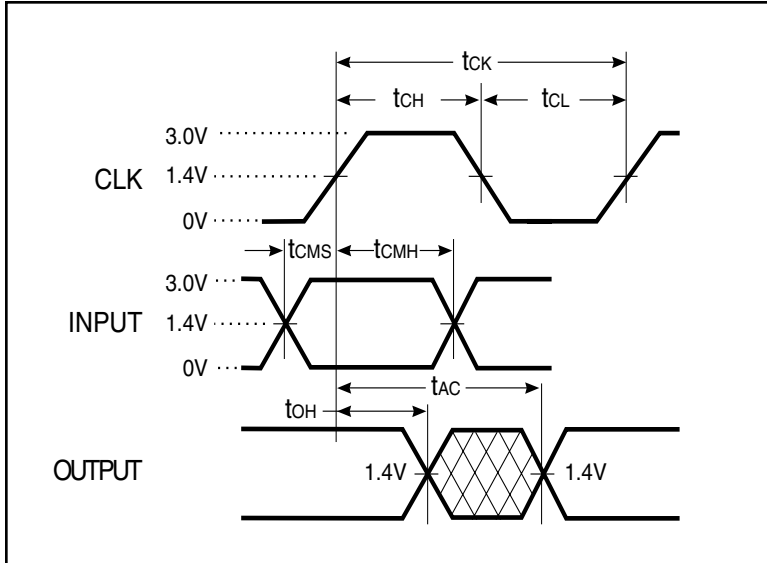 tCK
tCH tCL
3.0V
CLK 1.4V
0V
tCMS tCMH
3.0V
INPUT 1.4V
0V
tAC
tOH
OUTPUT 1.4V 1.4V